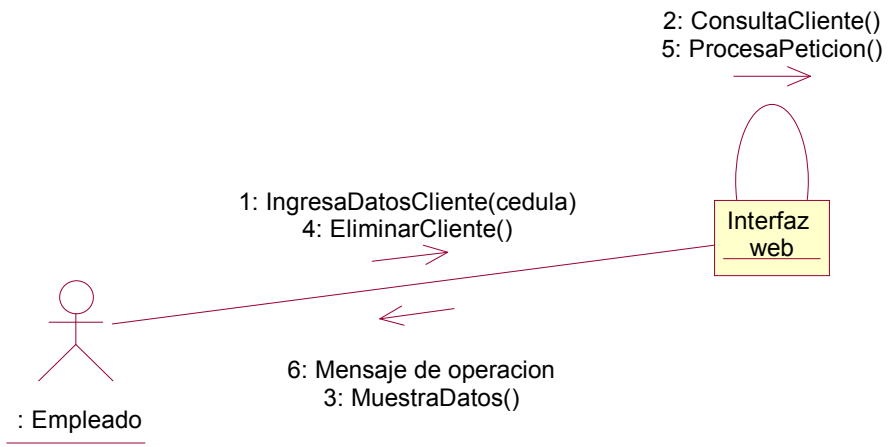 2: ConsultaCliente()
5: ProcesaPeticion()
1: IngresaDatosCliente(cedula)
4: EliminarCliente()
Interfaz
web
6: Mensaje de operacion
3: MuestraDatos()
: Empleado